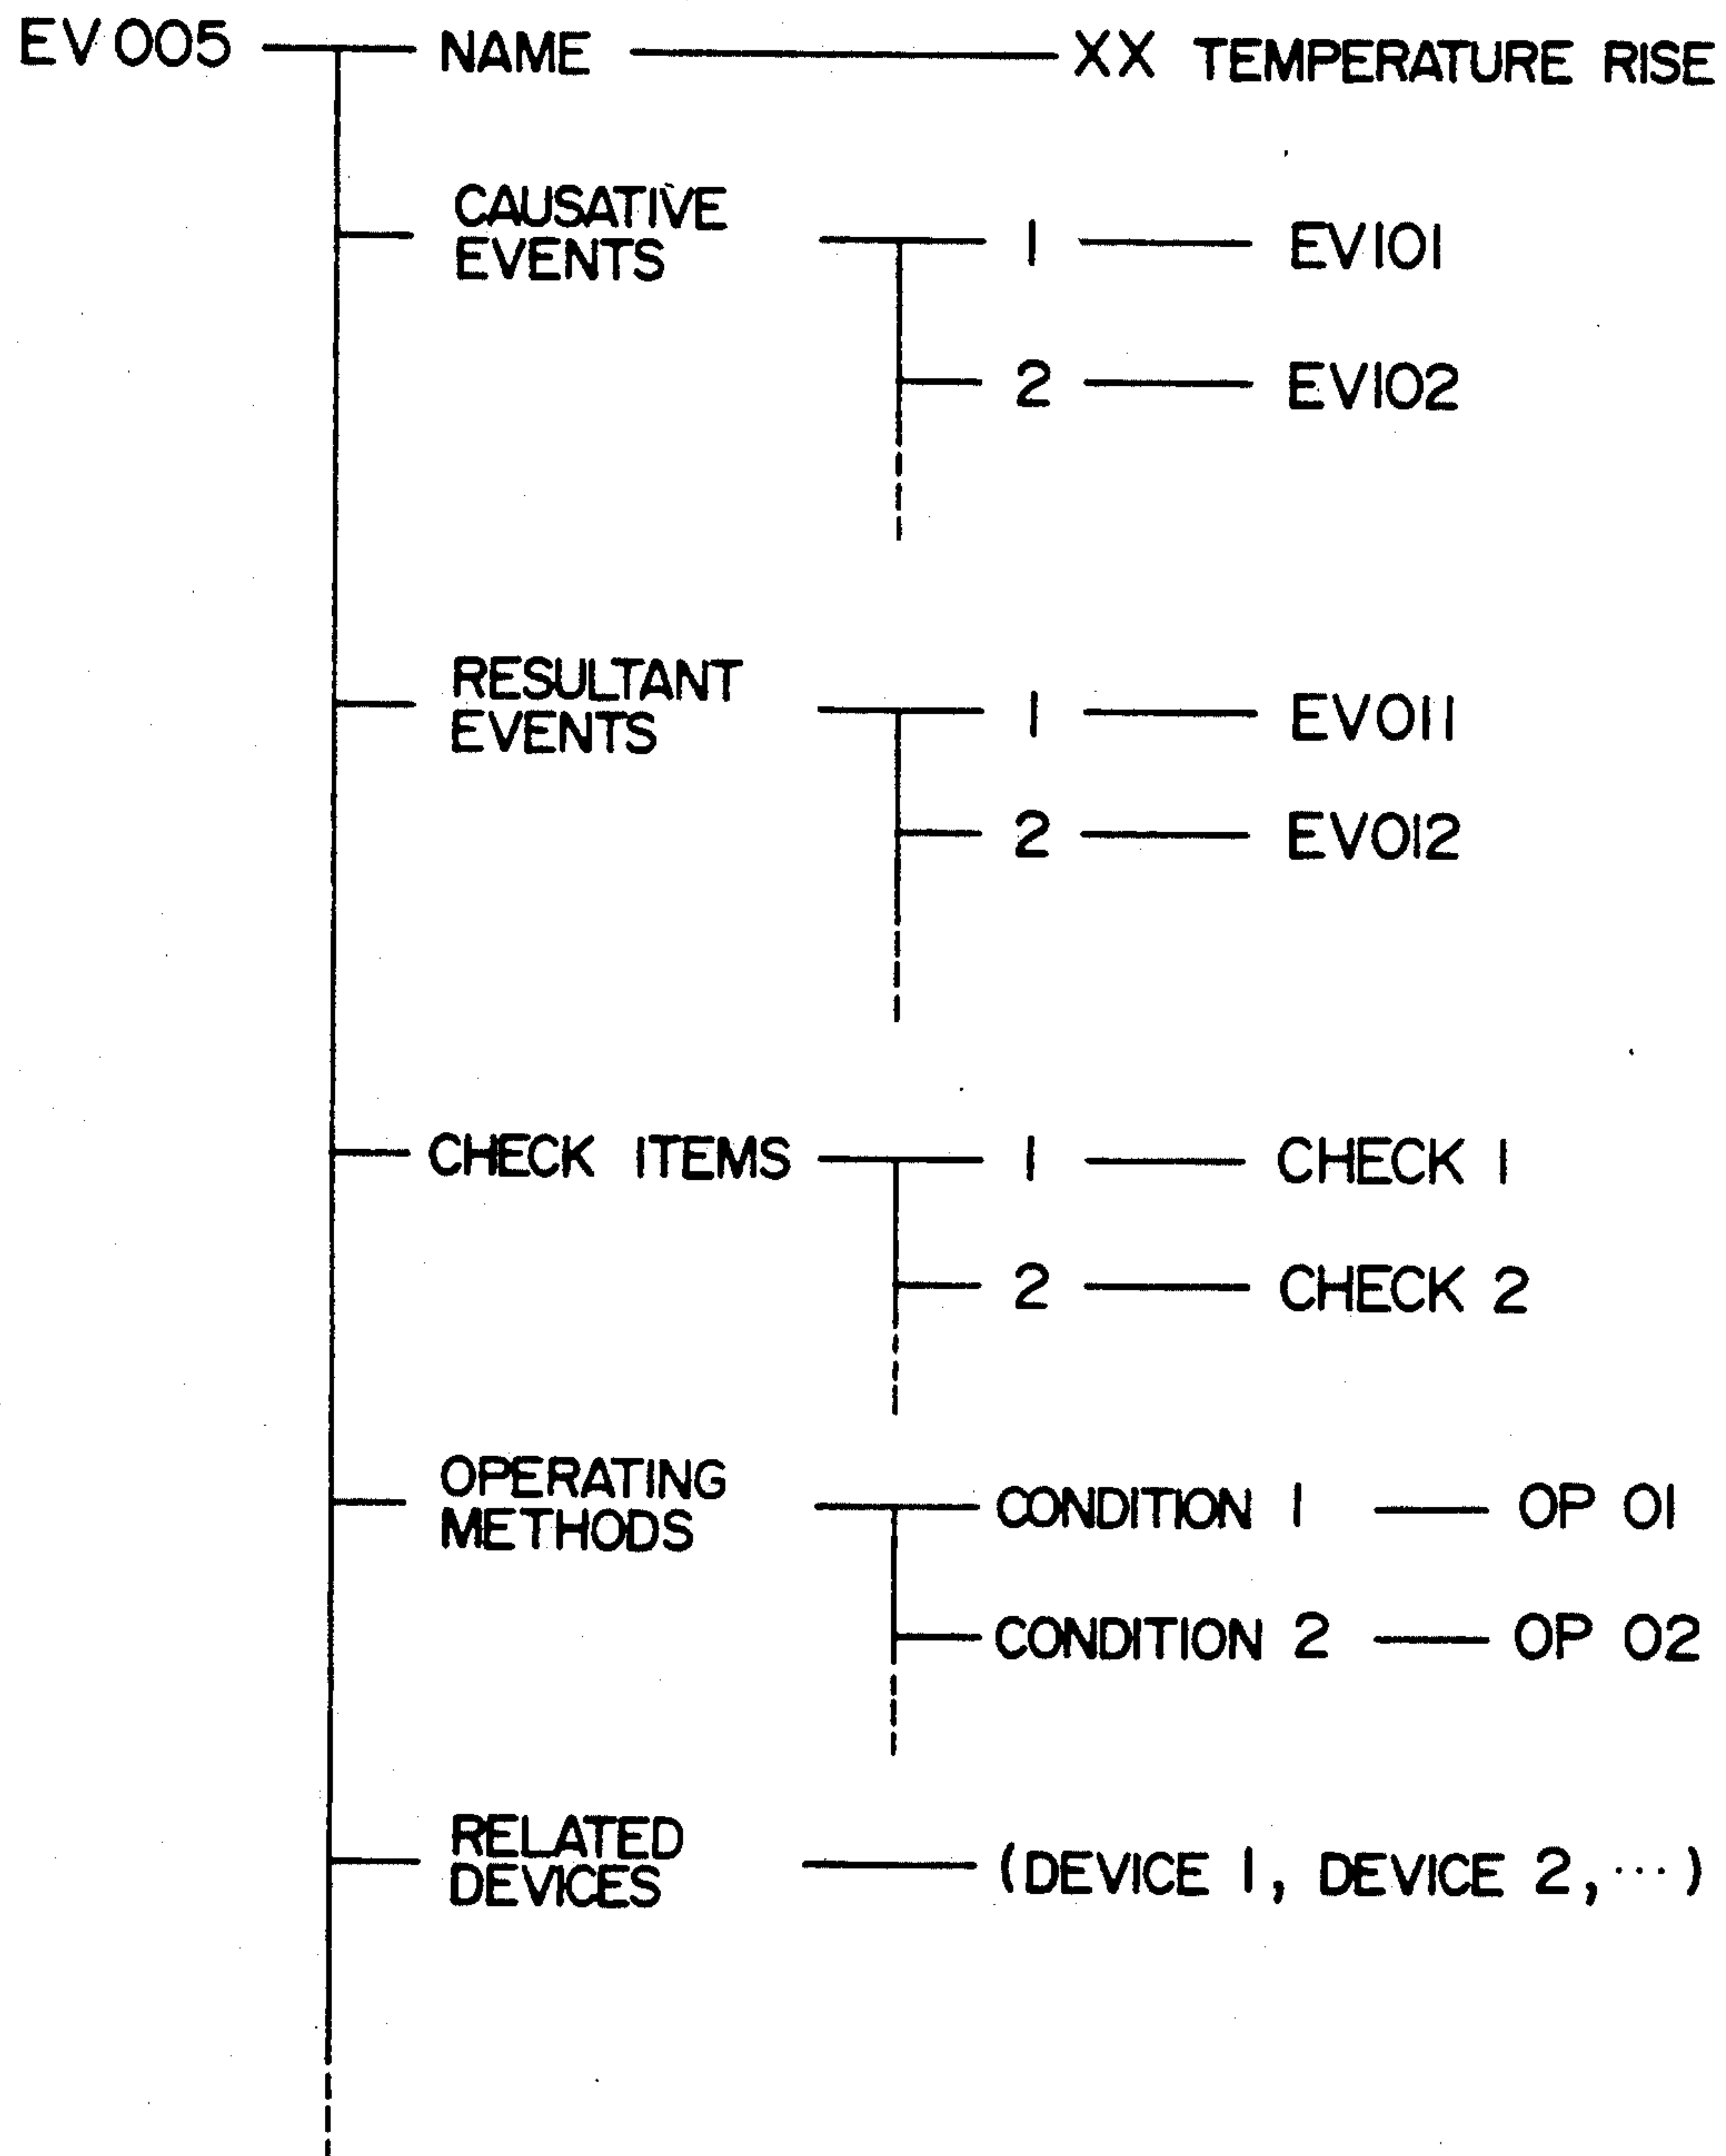 EV005 NAME XX TEMPERATURE RISE
CAUSATIVE
EVENTS
1 EV101
2 EV102
RESULTANT
EVENTS
1 EV011
2 EV012
CHECK ITEMS 1 CHECK 1
2 CHECK 2
OPERATING
METHODS
CONDITION 1 OP 01
CONDITION 2 OP 02
RELATED
DEVICES
(DEVICE 1, DEVICE 2, ...)